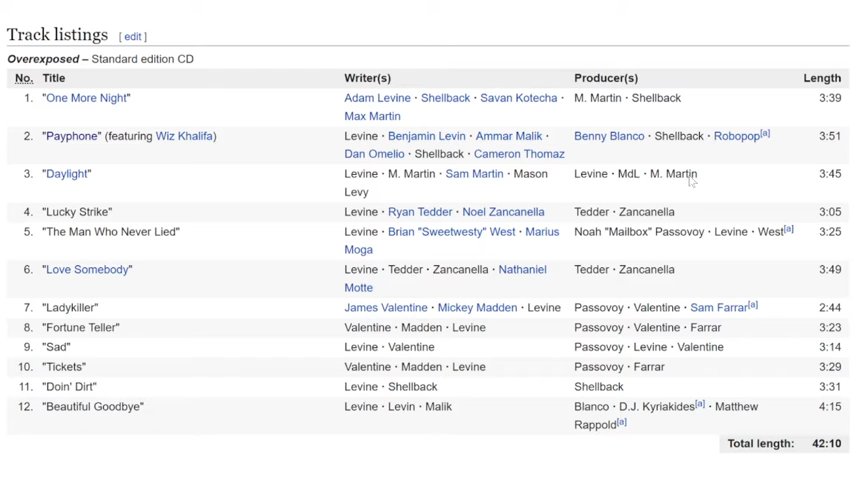 Track listings [ edit ]
Overexposed – Standard edition CD
No. Title Writer(s) Producer(s) Length
1. "One More Night" Adam Levine · Shellback · Savan Kotecha · M. Martin · Shellback 3:39
Max Martin
2. "Payphone" (featuring Wiz Khalifa) Levine · Benjamin Levin · Ammar Malik · Benny Blanco · Shellback · Robopop[a] 3:51
Dan Omelio · Shellback · Cameron Thomaz
3. "Daylight" Levine · M. Martin · Sam Martin · Mason Levine · MdL · M. Martin 3:45
Levy
4. "Lucky Strike" Levine · Ryan Tedder · Noel Zancanella Tedder · Zancanella 3:05
5. "The Man Who Never Lied" Levine · Brian "Sweetwesty" West · Marius Noah "Mailbox" Passovoy · Levine · West[a] 3:25
Moga
6. "Love Somebody" Levine · Tedder · Zancanella · Nathaniel Tedder · Zancanella 3:49
Motte
7. "Ladykiller" James Valentine · Mickey Madden · Levine Passovoy · Valentine · Sam Farrar[a] 2:44
8. "Fortune Teller" Valentine · Madden · Levine Passovoy · Valentine · Farrar 3:23
9. "Sad" Levine · Valentine Passovoy · Levine · Valentine 3:14
10. "Tickets" Valentine · Madden · Levine Passovoy · Farrar 3:29
11. "Doin' Dirt" Levine · Shellback Shellback 3:31
12. "Beautiful Goodbye" Levine · Levin · Malik Blanco · D.J. Kyriakides[a] · Matthew 4:15
Rappold[a]
Total length: 42:10